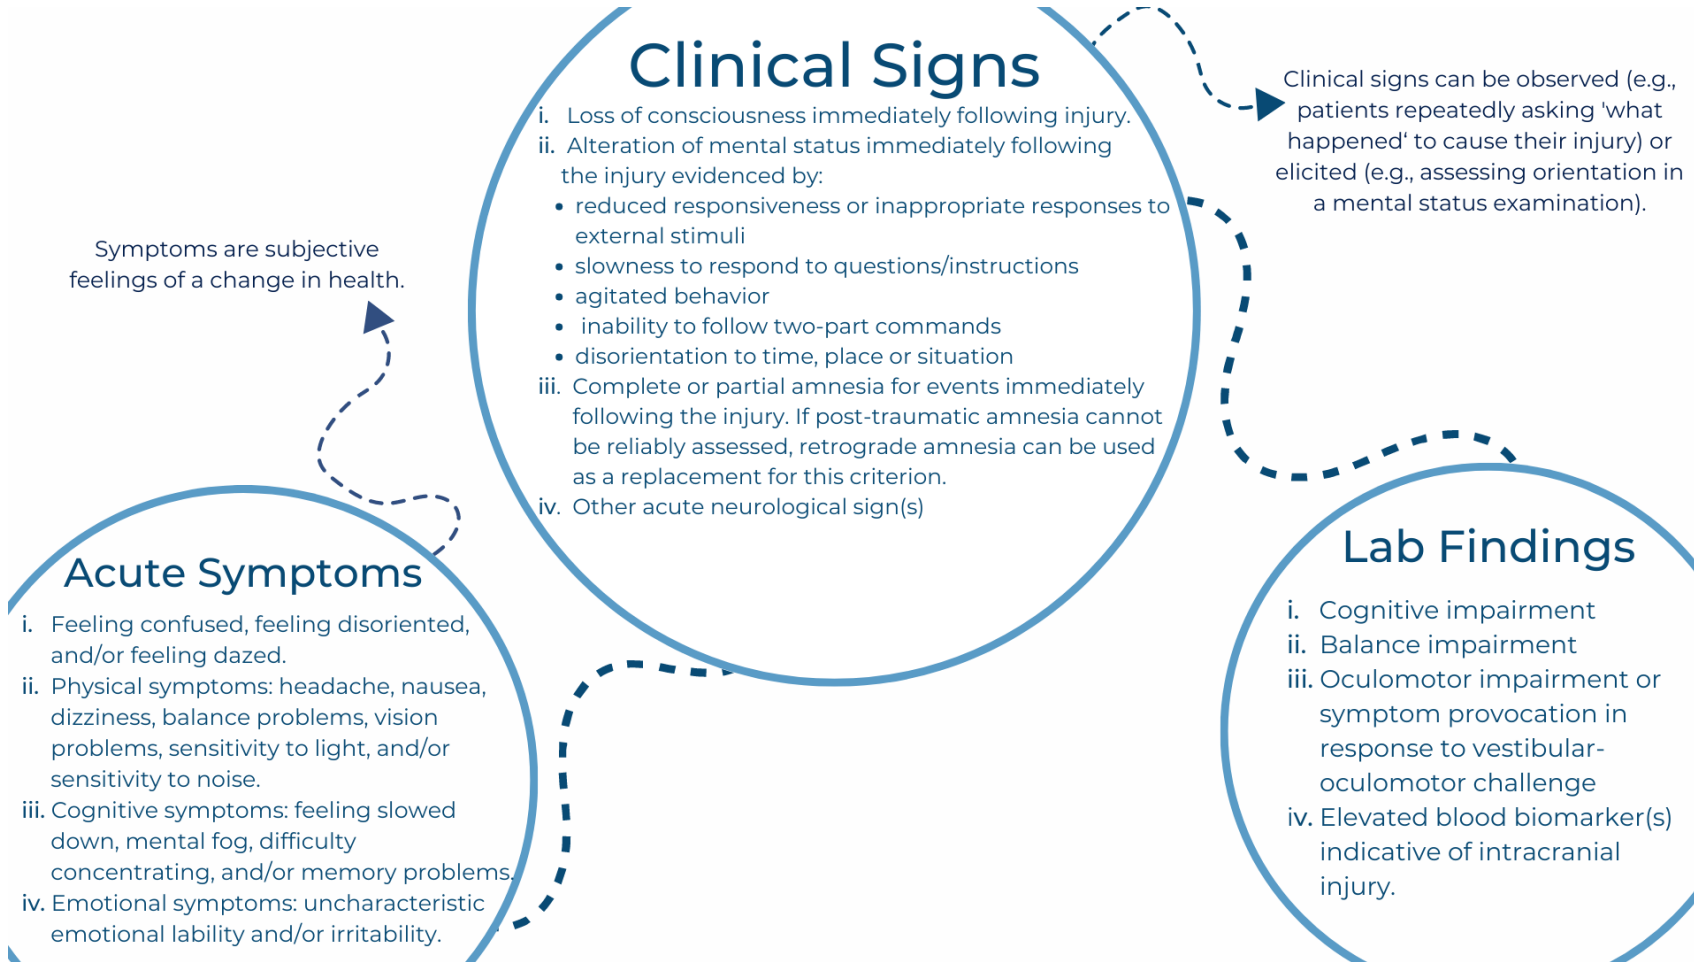 Clinical Signs
i. Loss of consciousness immediately following injury.
ii. Alteration of mental status immediately following
the injury evidenced by:
• reduced responsiveness or inappropriate responses to
external stimuli
• slowness to respond to questions/instructions
• agitated behavior
• inability to follow two-part commands
• disorientation to time, place or situation
iii. Complete or partial amnesia for events immediately
following the injury. If post-traumatic amnesia cannot
be reliably assessed, retrograde amnesia can be used
as a replacement for this criterion.
iv. Other acute neurological sign(s)
Clinical signs can be observed (e.g.,
patients repeatedly asking 'what
happened‘ to cause their injury) or
elicited (e.g., assessing orientation in
a mental status examination).
Symptoms are subjective
feelings of a change in health.
Acute Symptoms
i. Feeling confused, feeling disoriented,
and/or feeling dazed.
ii. Physical symptoms: headache, nausea,
dizziness, balance problems, vision
problems, sensitivity to light, and/or
sensitivity to noise.
iii. Cognitive symptoms: feeling slowed
down, mental fog, difficulty
concentrating, and/or memory problems.
iv. Emotional symptoms: uncharacteristic
emotional lability and/or irritability.
Lab Findings
i. Cognitive impairment
ii. Balance impairment
iii. Oculomotor impairment or
symptom provocation in
response to vestibular-
oculomotor challenge
iv. Elevated blood biomarker(s)
indicative of intracranial
injury.